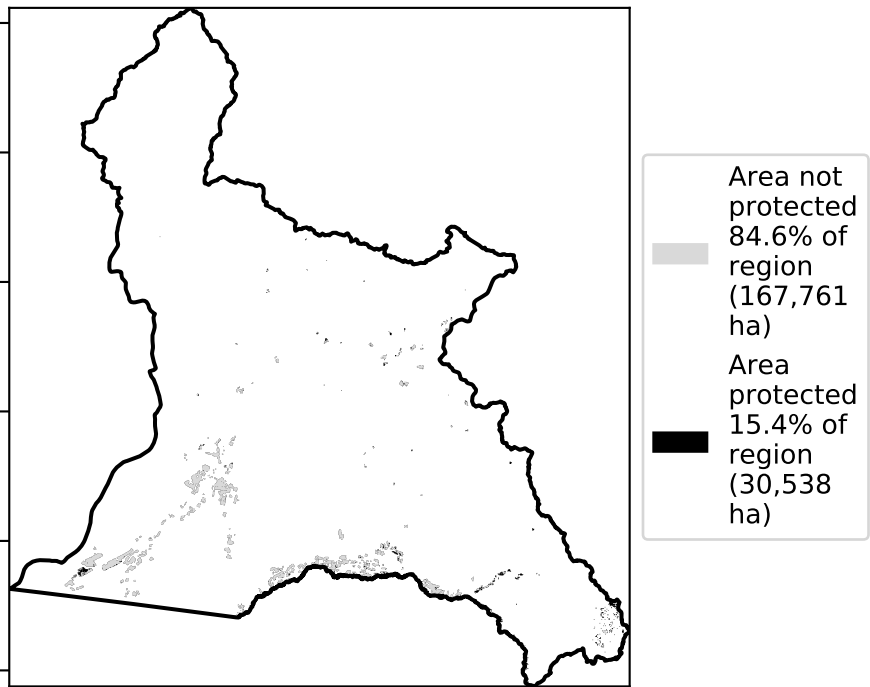 Area not
protected
84.6% of
region
(167,761
ha)
Area
protected
15.4% of
region
(30,538
ha)